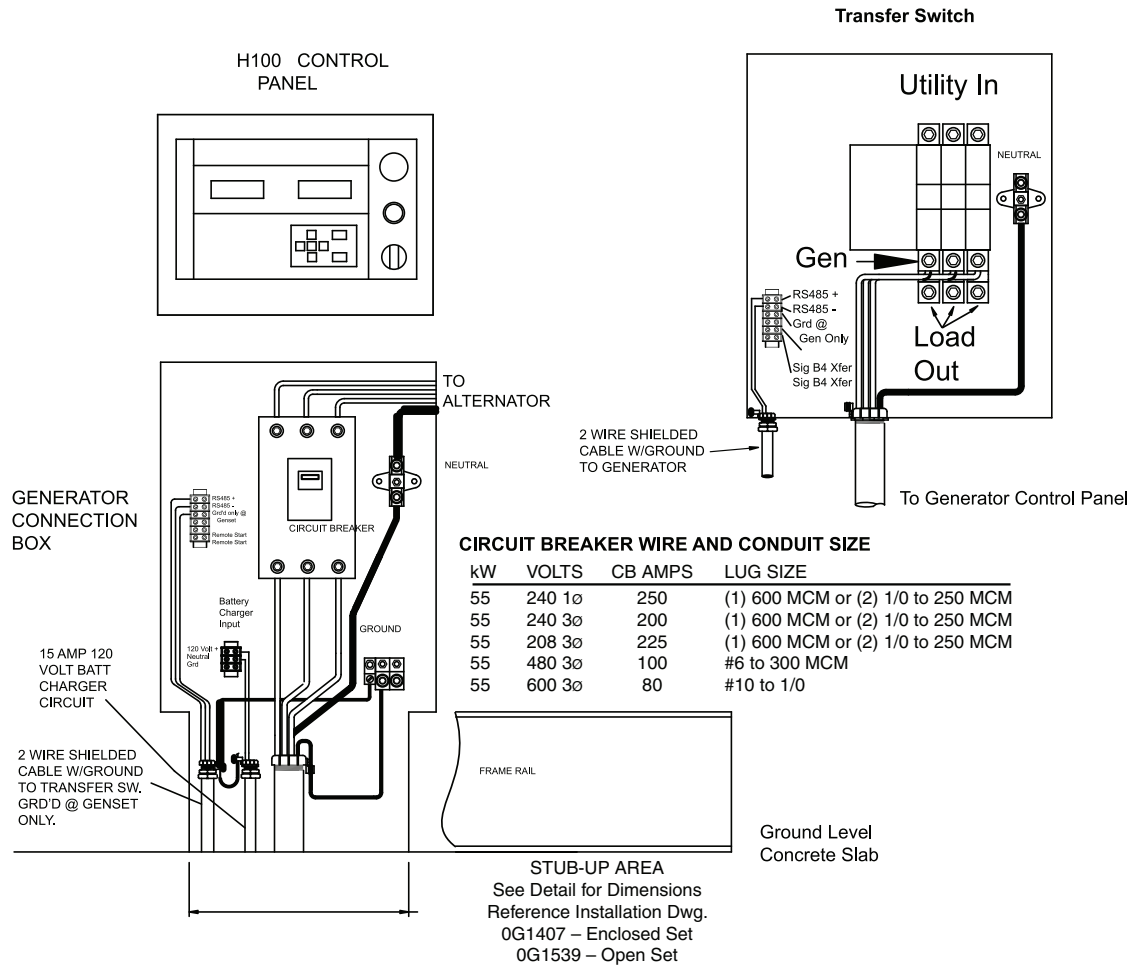 Transfer Switch
H100 CONTROL
PANEL
Utility In
NEUTRAL
Gen
RS485 +
RS485 -
Grd @
Gen Only
Sig B4 Xfer
Sig B4 Xfer
Load
Out
2 WIRE SHIELDED
CABLE W/GROUND
TO GENERATOR
To Generator Control Panel
TO
ALTERNATOR
NEUTRAL
GENERATOR
CONNECTION
BOX
RS485 +
RS485 -
Grd'd only @
Genset
Remote Start
Remote Start
CIRCUIT BREAKER
Battery
Charger
Input
120 Volt +
Neutral
Grd
GROUND
15 AMP 120
VOLT BATT
CHARGER
CIRCUIT
2 WIRE SHIELDED
CABLE W/GROUND
TO TRANSFER SW.
GRD'D @ GENSET
ONLY.
CIRCUIT BREAKER WIRE AND CONDUIT SIZE
kW VOLTS CB AMPS LUG SIZE
55 240 1ø 250 (1) 600 MCM or (2) 1/0 to 250 MCM
55 240 3ø 200 (1) 600 MCM or (2) 1/0 to 250 MCM
55 208 3ø 225 (1) 600 MCM or (2) 1/0 to 250 MCM
55 480 3ø 100 #6 to 300 MCM
55 600 3ø 80 #10 to 1/0
FRAME RAIL
Ground Level
Concrete Slab
STUB-UP AREA
See Detail for Dimensions
Reference Installation Dwg.
0G1407 – Enclosed Set
0G1539 – Open Set